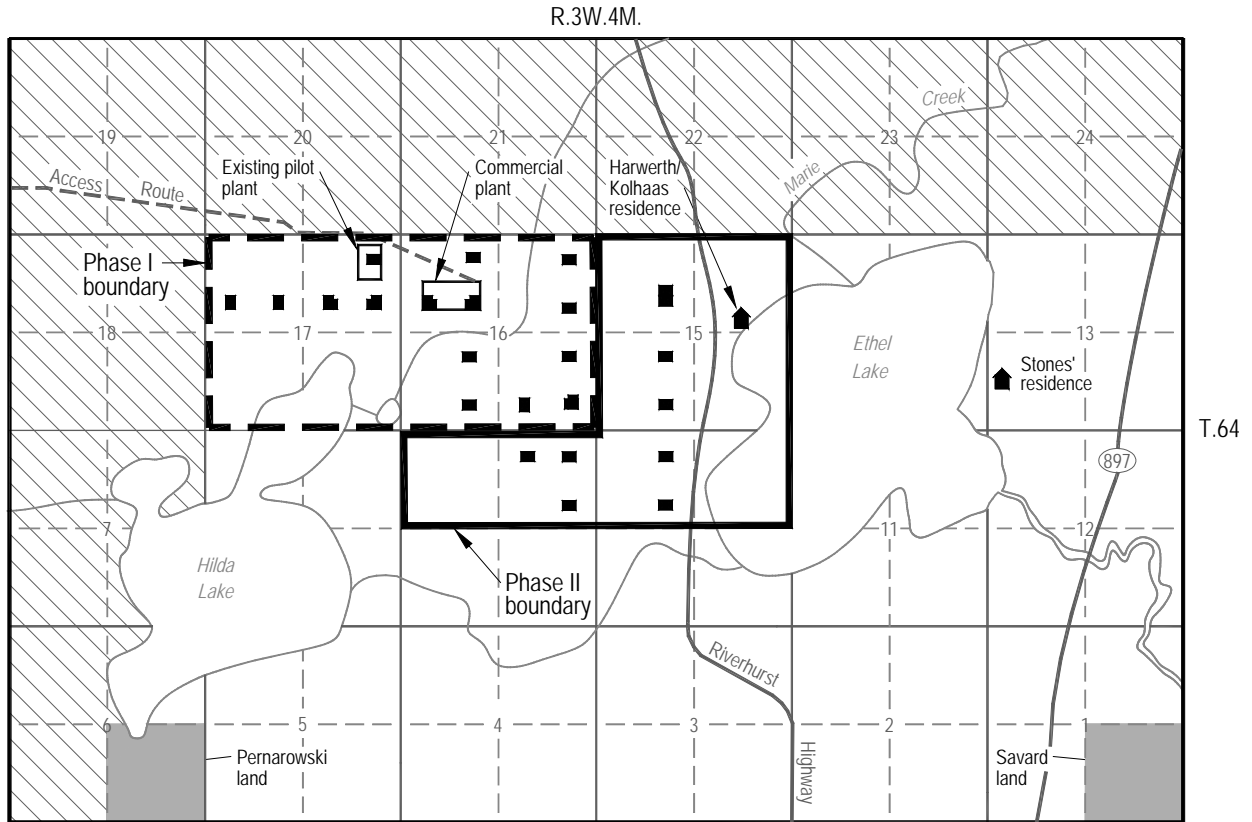 R.3W.4M.
Creek
19
20
21
22
23
24
Existing pilot
plant
Commercial
plant
Harwerth/
Kolhaas
residence
Marie
Access Route
Phase I
boundary
18
17
16
15
13
Ethel
Lake
Stones'
residence
T.64
897
7
11
12
Hilda
Lake
Phase II
boundary
Riverhurst
Highway
6
5
4
3
2
1
Pernarowski
land
Savard
land